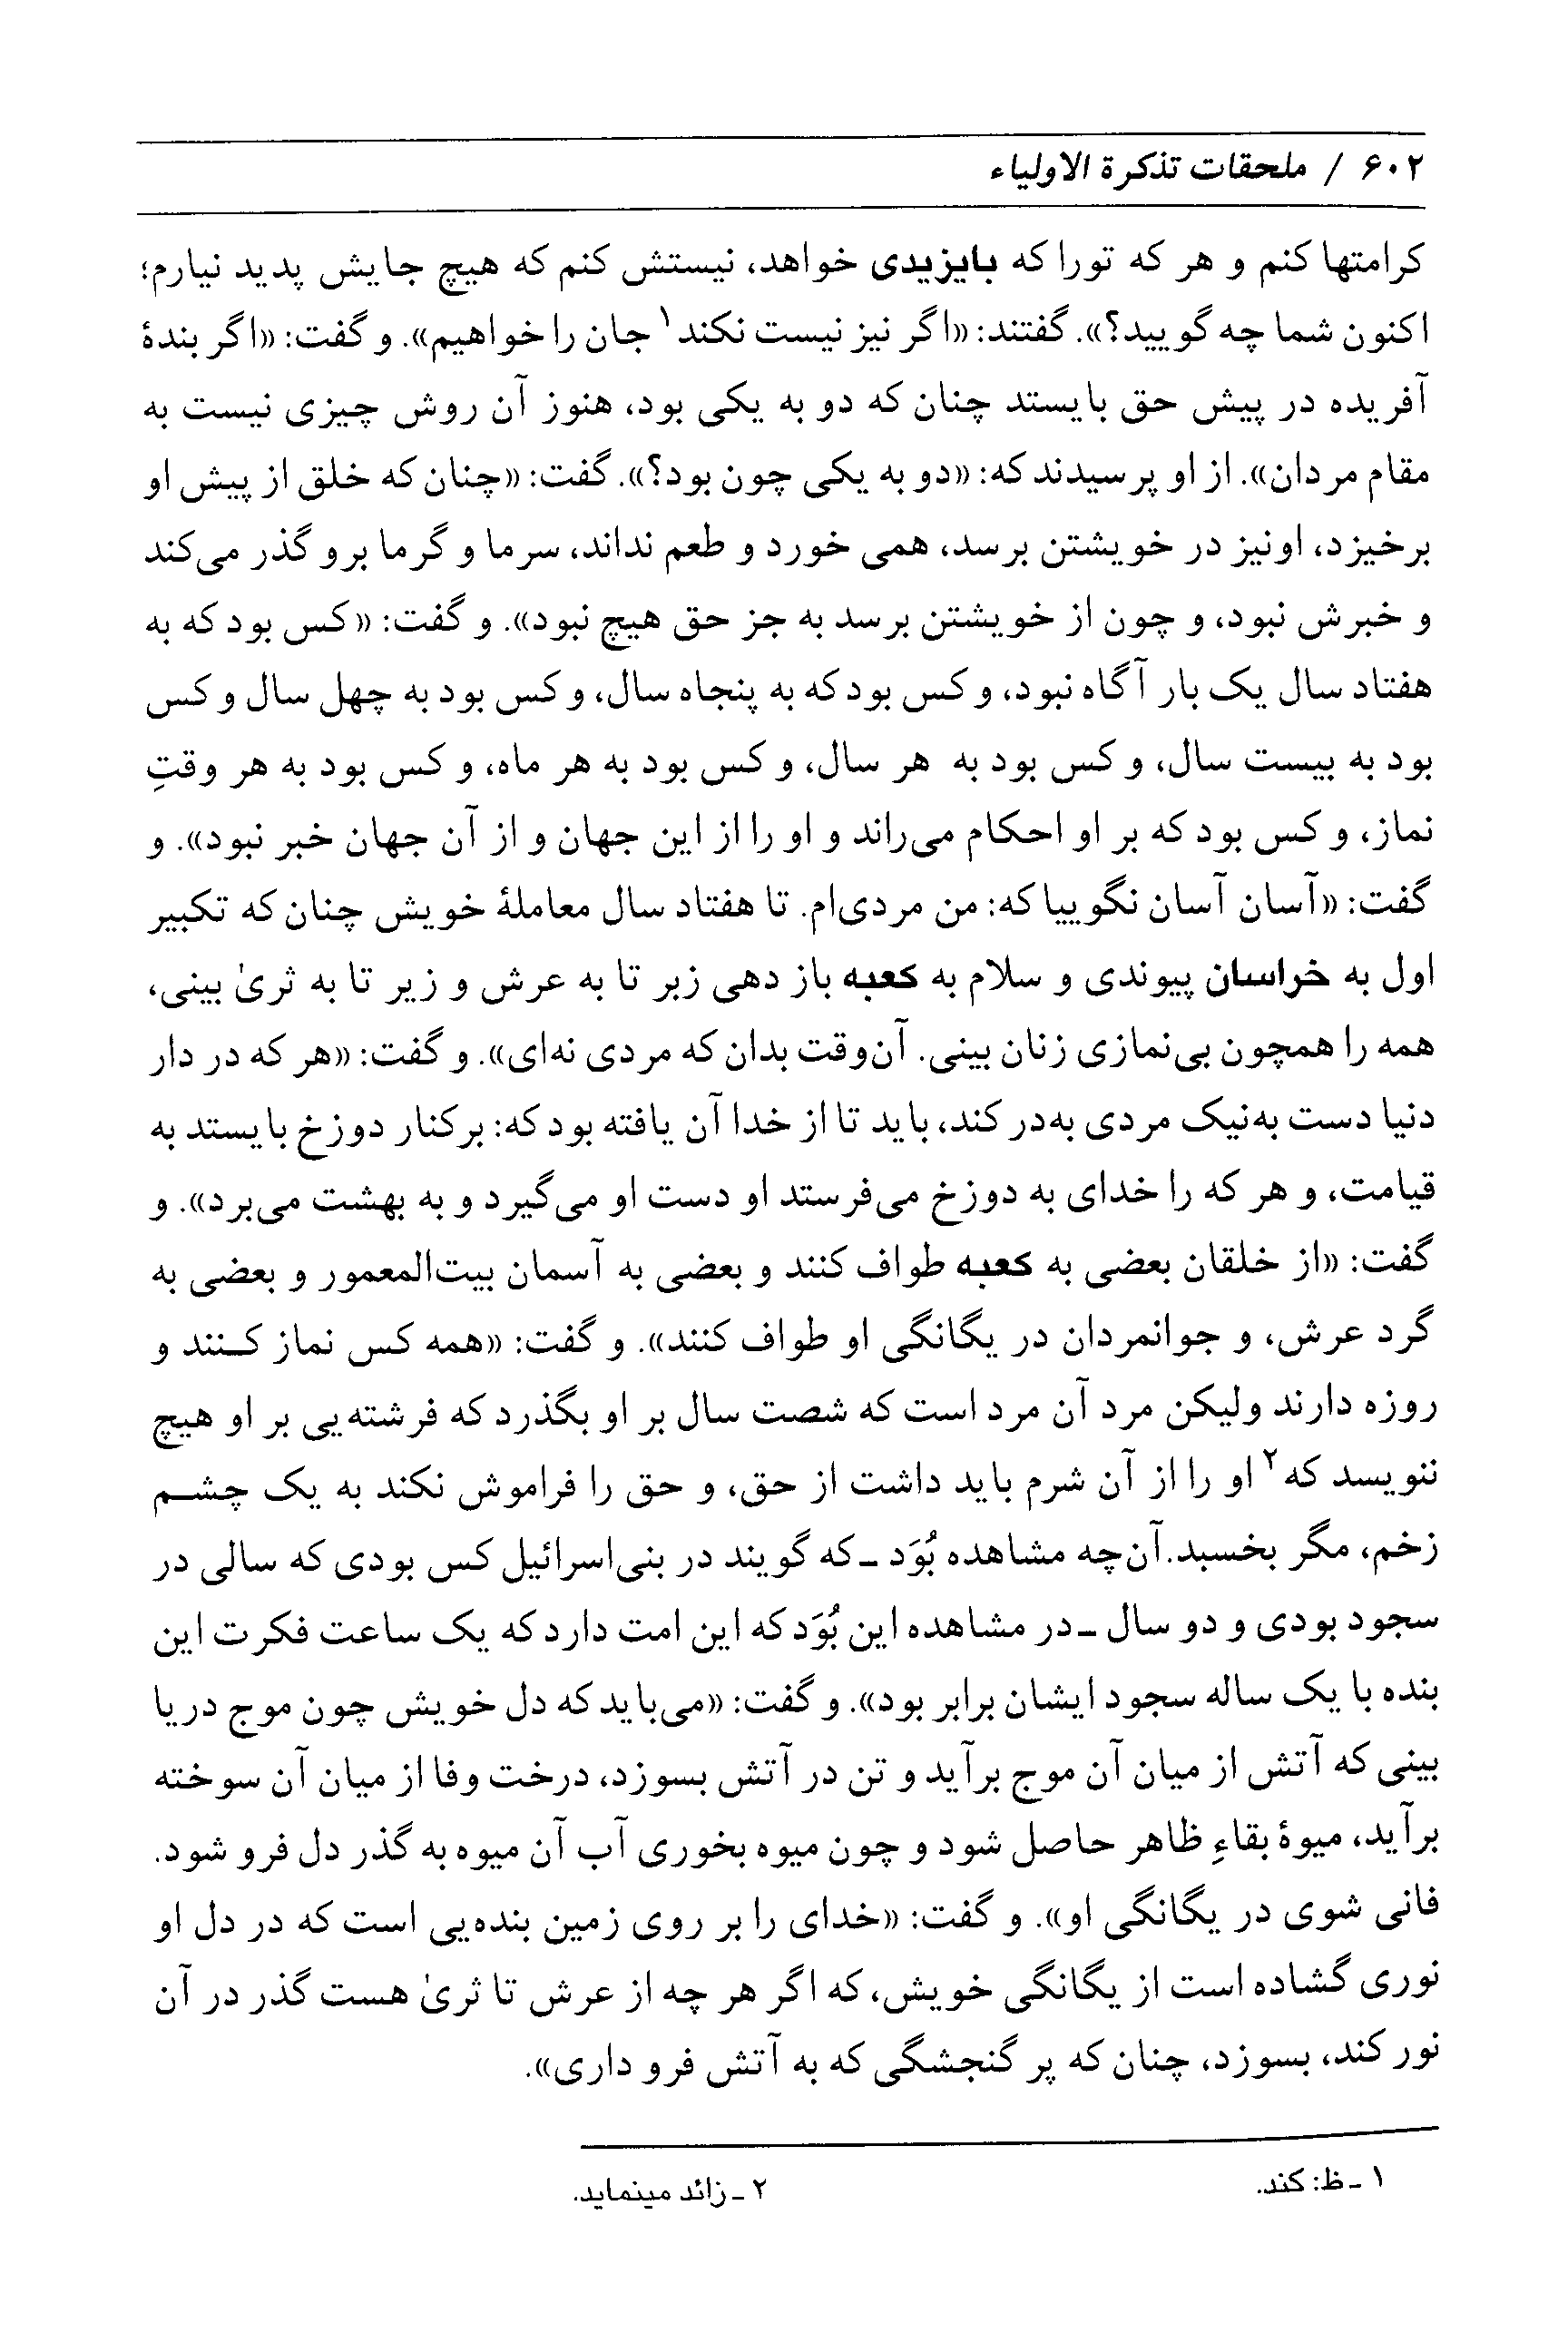 ۶۰۲ / ملحقات تذكرة الاولياء
کرامتها کنم و هر که تورا که بایزیدی خواهد، نیستش کنم که هیچ جایش پدید نیارم؛
اکنون شما چه گویید؟». گفتند: «اگر نیز نیست نکند۱ جان را خواهیم». و گفت: «اگر بندهٔ
آفریده در پیش حق بایستد چنان که دو به یکی بود، هنوز آن روش چیزی نیست به
مقام مردان». از او پرسیدند که: «دو به یکی چون بود؟». گفت: «چنان که خلق از پیش او
برخیزد، اونیز در خویشتن برسد، همی خورد و طعم نداند، سرما و گرما برو گذر می‌کند
و خبرش نبود، و چون از خویشتن برسد به جز حق هیچ نبود». و گفت: «کس بود که به
هفتاد سال یک بار آگاه نبود، و کس بود که به پنجاه سال، و کس بود به چهل سال و کس
بود به بیست سال، و کس بود به هر سال، و کس بود به هر ماه، و کس بود به هر وقتِ
نماز، و کس بود که بر او احکام می‌راند و او را از این جهان و از آن جهان خبر نبود». و
گفت: «آسان آسان نگوییا که: من مردی‌ام. تا هفتاد سال معاملهٔ خویش چنان که تکبیر
اول به خراسان پیوندی و سلام به کعبه باز دهی زبر تا به عرش و زیر تا به ثریٰ بینی،
همه را همچون بی‌نمازی زنان بینی. آن‌وقت بدان که مردی نه‌ای». و گفت: «هر که در دار
دنیا دست به‌نیک مردی به‌در کند، باید تا از خدا آن یافته بود که: برکنار دوزخ بایستد به
قیامت، و هر که را خدای به دوزخ می‌فرستد او دست او می‌گیرد و به بهشت می‌برد». و
گفت: «از خلقان بعضی به کعبه طواف کنند و بعضی به آسمان بیت‌المعمور و بعضی به
گرد عرش، و جوانمردان در یگانگی او طواف کنند». و گفت: «همه کس نماز کنند و
روزه دارند ولیکن مرد آن مرد است که شصت سال بر او بگذرد که فرشته‌یی بر او هیچ
ننویسد که۲ او را از آن شرم باید داشت از حق، و حق را فراموش نکند به یک چشم
زخم، مگر بخسبد. آن‌چه مشاهده بُوَد ـ که گویند در بنی‌اسرائیل کس بودی که سالی در
سجود بودی و دو سال ـ در مشاهده این بُوَد که این امت دارد که یک ساعت فکرت این
بنده با یک ساله سجود ایشان برابر بود». و گفت: «می‌باید که دل خویش چون موج دریا
بینی که آتش از میان آن موج برآید و تن در آتش بسوزد، درخت وفا از میان آن سوخته
برآید، میوهٔ بقاءِ ظاهر حاصل شود و چون میوه بخوری آب آن میوه به گذر دل فرو شود.
فانی شوی در یگانگی او». و گفت: «خدای را بر روی زمین بنده‌یی است که در دل او
نوری گشاده است از یگانگی خویش، که اگر هر چه از عرش تا ثریٰ هست گذر در آن
نور کند، بسوزد، چنان که پر گنجشگی که به آتش فرو داری».
۱ ـ ظ: کند.
۲ ـ زائد مینماید.